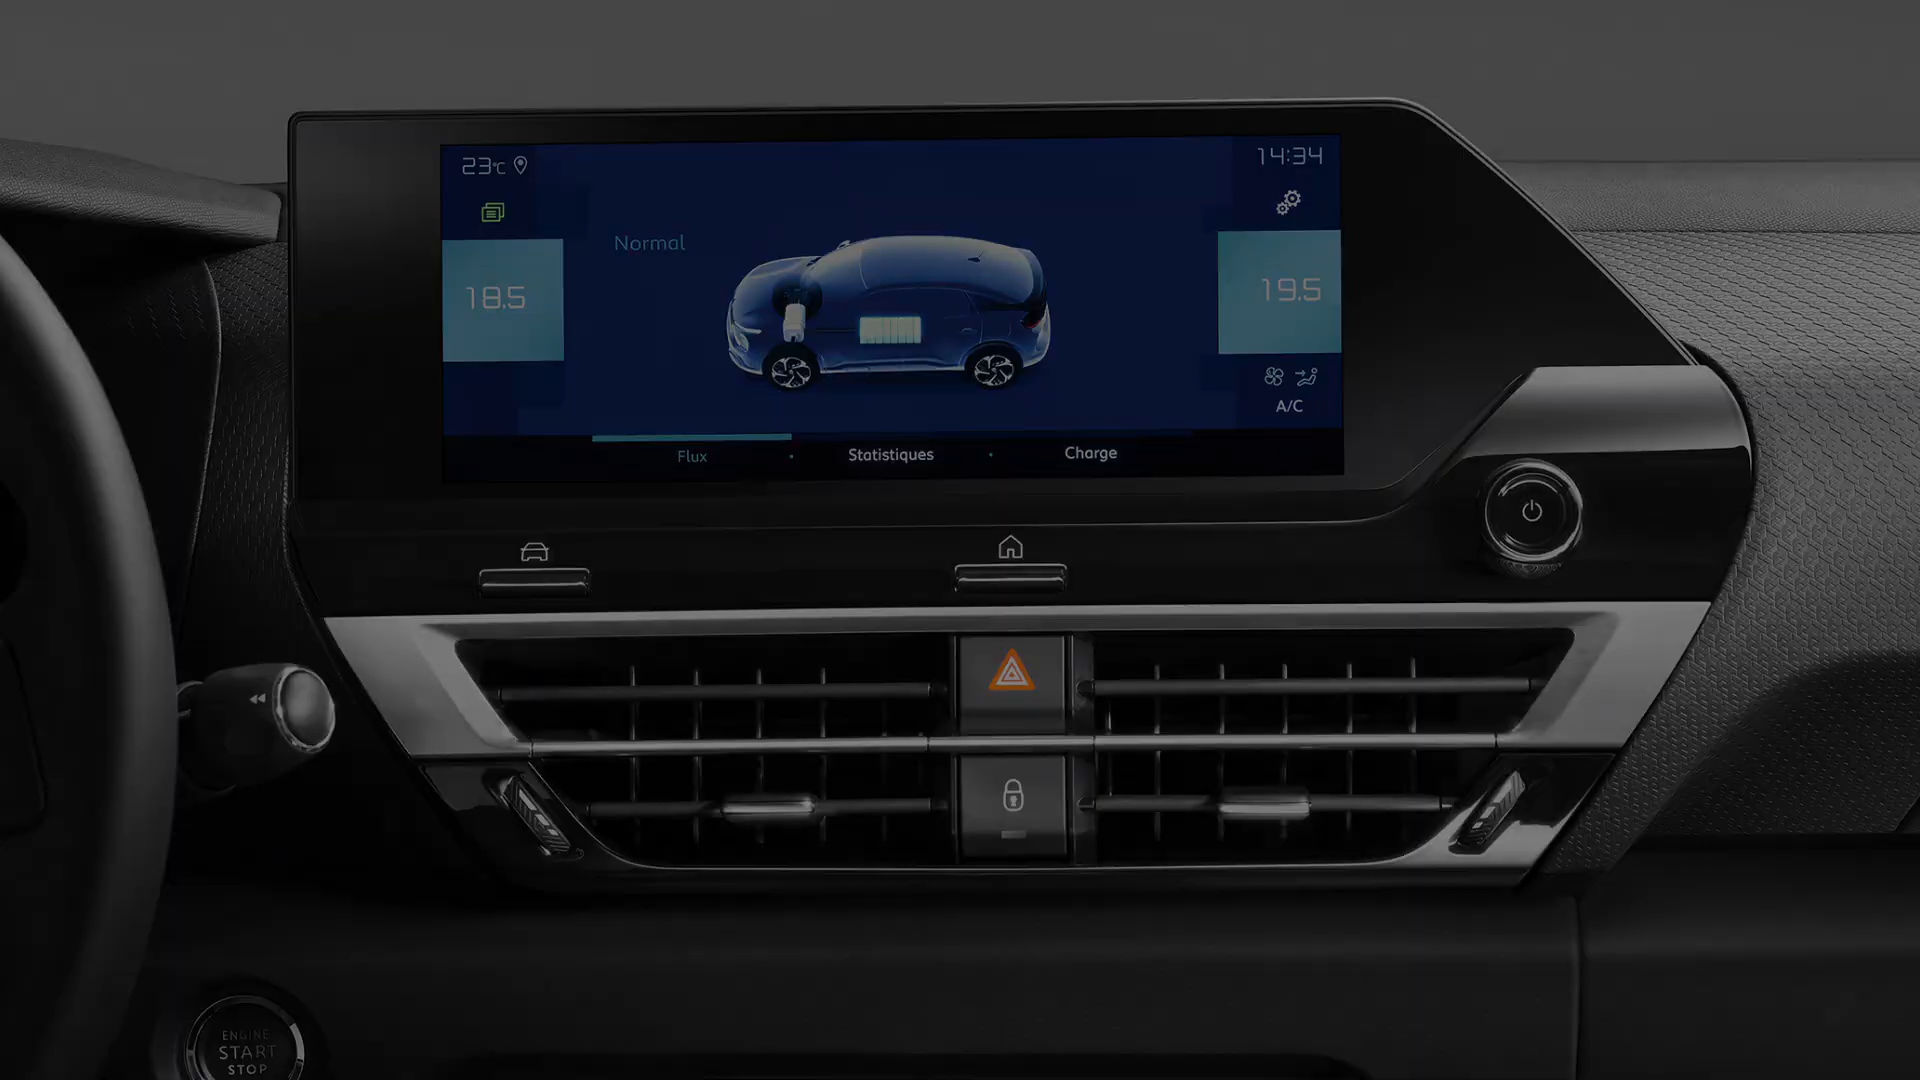 23°C
14:34
Normal
18.5
19.5
A/C
Flux
Statistiques
Charge
ENGINE
START
STOP